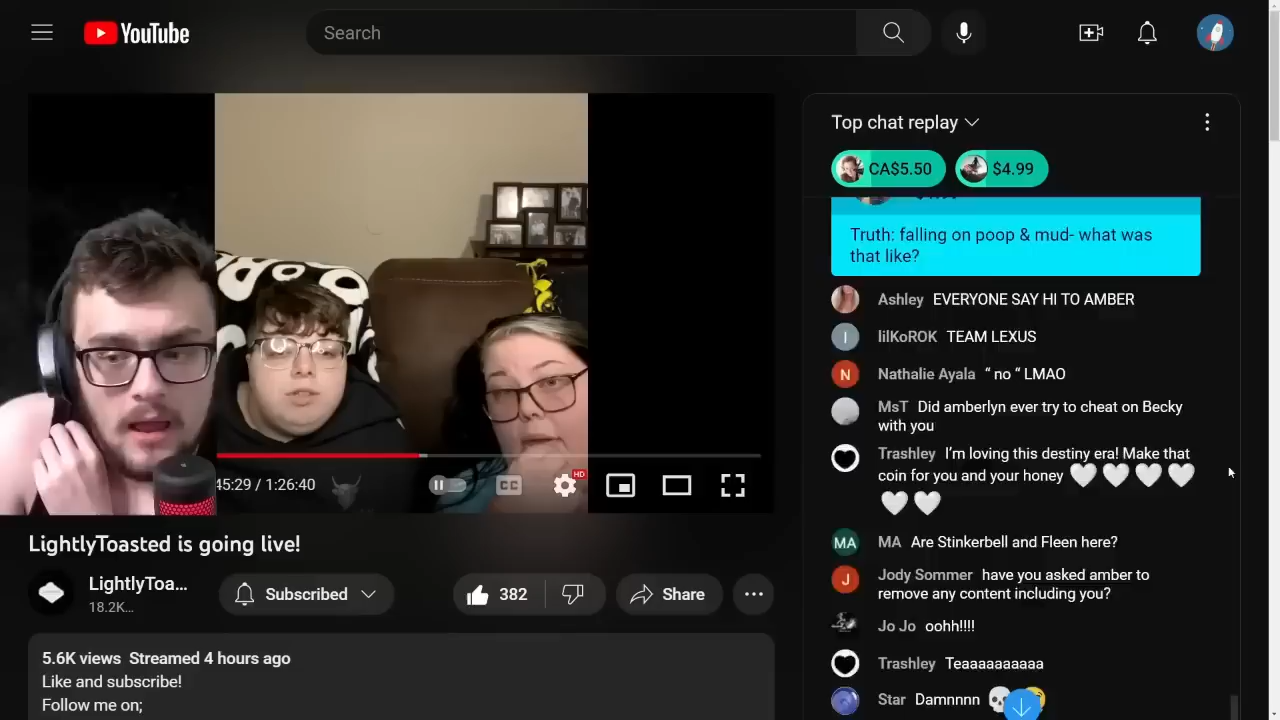 YouTube
Search
Top chat replay
CA$5.50
$4.99
Truth: falling on poop & mud- what was
that like?
Ashley EVERYONE SAY HI TO AMBER
I lilKoROK TEAM LEXUS
N Nathalie Ayala “ no “ LMAO
MsT Did amberlyn ever try to cheat on Becky
with you
Trashley I'm loving this destiny era! Make that
coin for you and your honey
MA MA Are Stinkerbell and Fleen here?
J Jody Sommer have you asked amber to
remove any content including you?
Jo Jo oohh!!!!
Trashley Teaaaaaaaaaa
Star Damnnnn
45:29 / 1:26:40
CC
HD
LightlyToasted is going live!
LightlyToa...
18.2K...
Subscribed
382
Share
5.6K views Streamed 4 hours ago
Like and subscribe!
Follow me on;